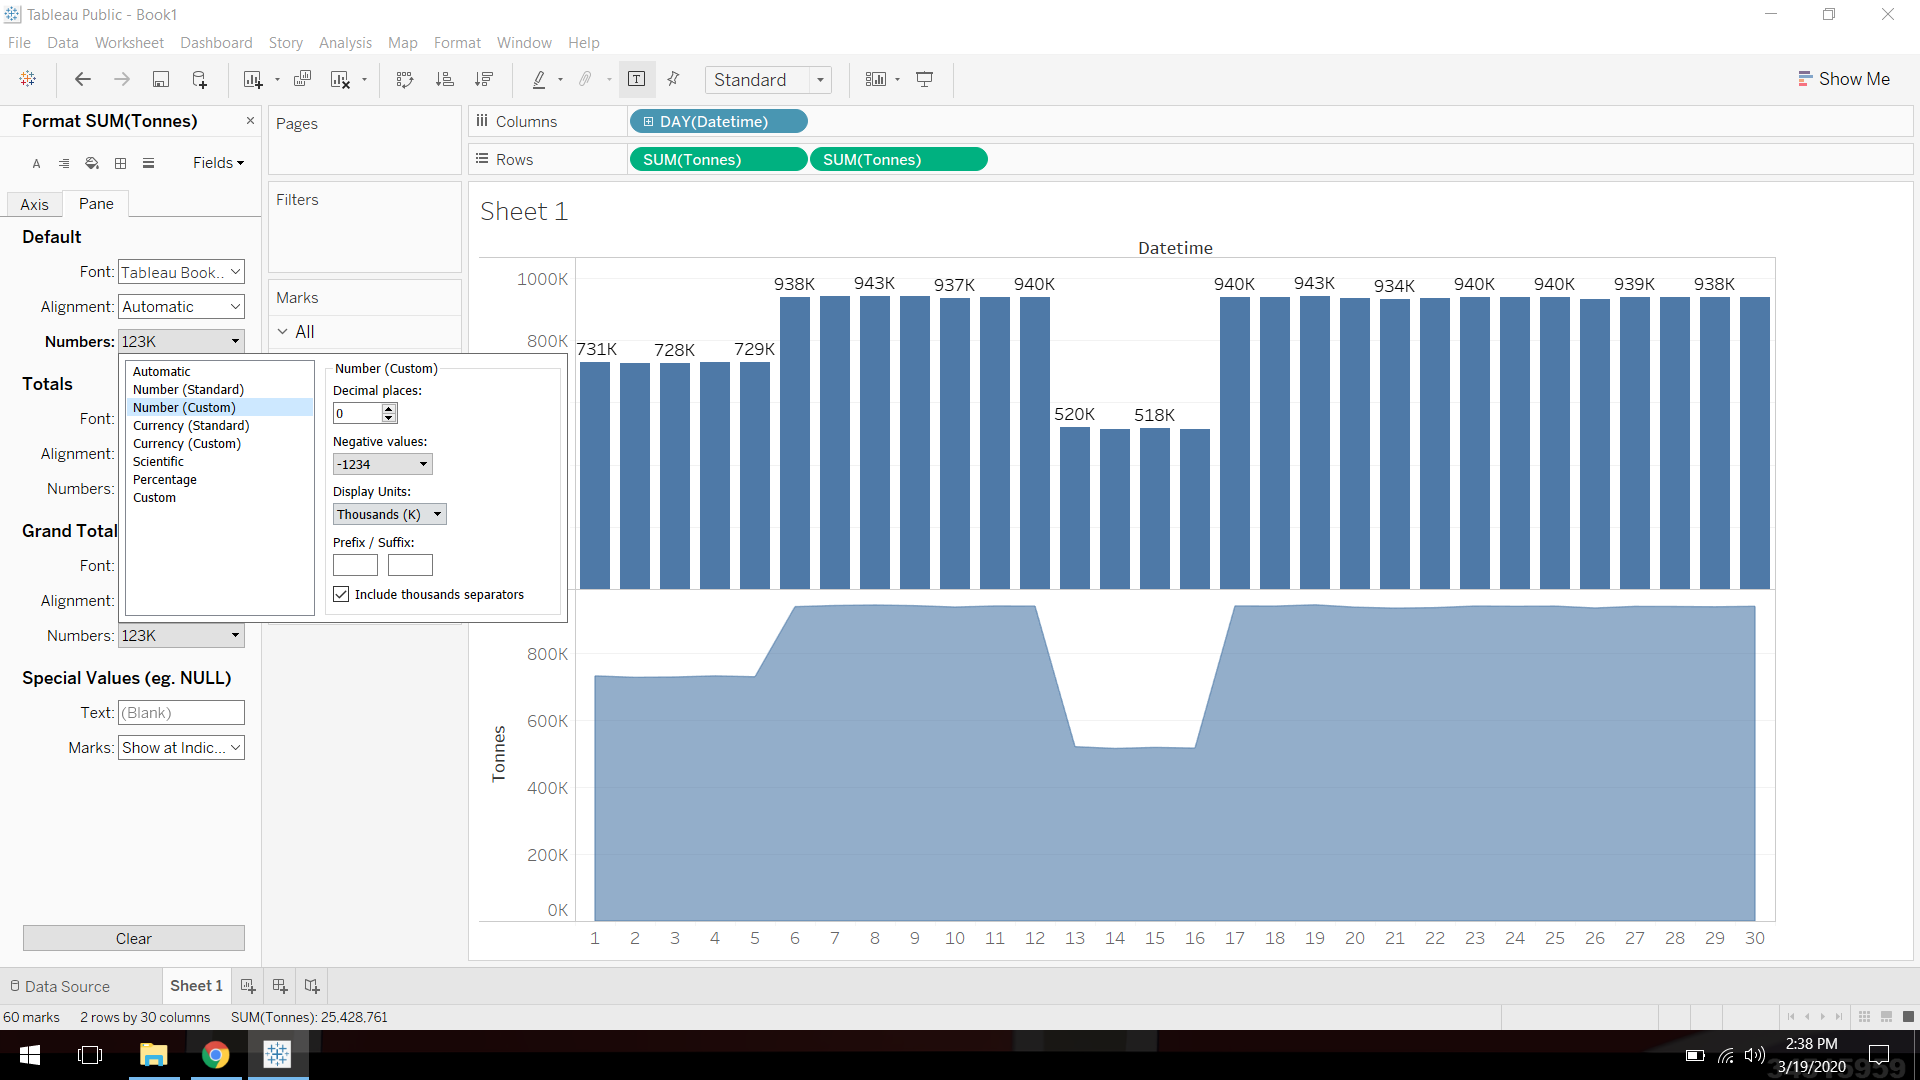 Tableau Public - Book1
File Data Worksheet Dashboard Story Analysis Map Format Window Help
Standard
Show Me
Format SUM(Tonnes)
Fields
Axis Pane
Default
Font: Tableau Book..
Alignment: Automatic
Numbers: 123K
Totals
Font:
Alignment:
Numbers:
Grand Total
Font:
Alignment:
Numbers: 123K
Special Values (eg. NULL)
Text: (Blank)
Marks: Show at Indic...
Clear
Automatic
Number (Standard)
Number (Custom)
Currency (Standard)
Currency (Custom)
Scientific
Percentage
Custom
Number (Custom)
Decimal places:
0
Negative values:
-1234
Display Units:
Thousands (K)
Prefix / Suffix:
Include thousands separators
Pages
Filters
Marks
All
Columns DAY(Datetime)
Rows SUM(Tonnes) SUM(Tonnes)
Sheet 1
Datetime
1000K
800K
731K 728K 729K 938K 943K 937K 940K 520K 518K 940K 943K 934K 940K 940K 939K 938K
Tonnes
800K
600K
400K
200K
0K
1 2 3 4 5 6 7 8 9 10 11 12 13 14 15 16 17 18 19 20 21 22 23 24 25 26 27 28 29 30
Data Source Sheet 1
60 marks 2 rows by 30 columns SUM(Tonnes): 25,428,761
2:38 PM
3/19/2020
34515959